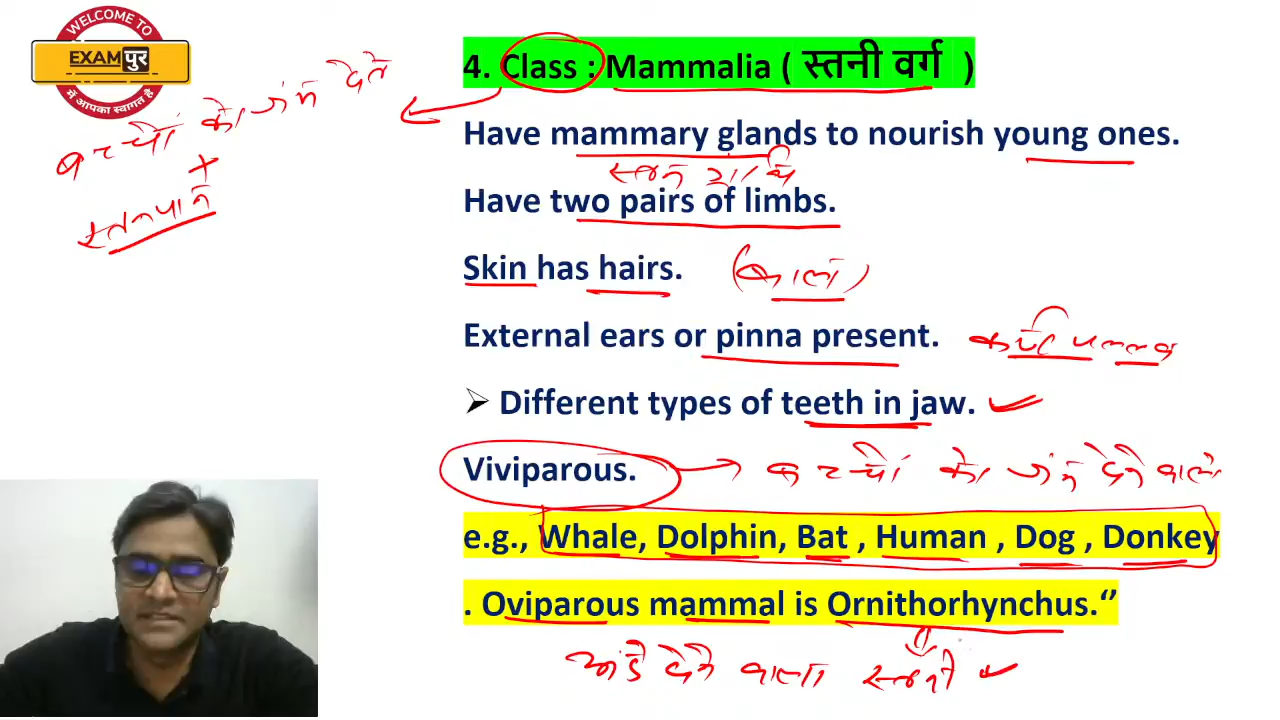 WELCOME TO
EXAM पुर
में आपका स्वागत है
4. Class : Mammalia ( स्तनी वर्ग )
बच्चों को जन्म देते
+
स्तनपान
Have mammary glands to nourish young ones.
स्तन ग्रंथि
Have two pairs of limbs.
Skin has hairs. (बालों)
External ears or pinna present. कर्ण पल्लव
➢ Different types of teeth in jaw.
Viviparous. बच्चों को जन्म देने वाले
e.g., Whale, Dolphin, Bat , Human , Dog , Donkey
. Oviparous mammal is Ornithorhynchus.‘’
अंडे देने वाला स्तनी